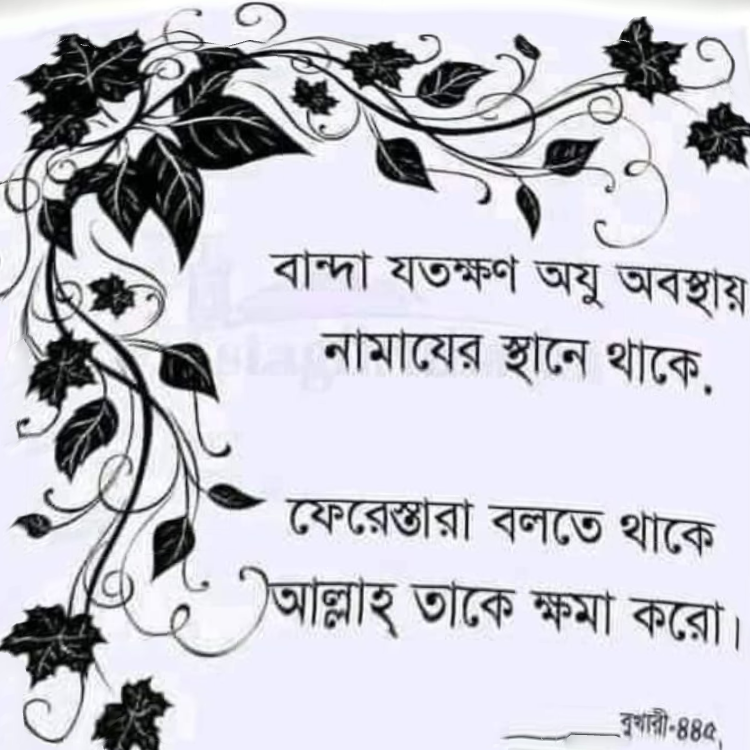 বান্দা যতক্ষণ অযু অবস্থায়
নামাযের স্থানে থাকে.
ফেরেস্তারা বলতে থাকে
আল্লাহ্ তাকে ক্ষমা করো।
বুখারী-৪৪৫